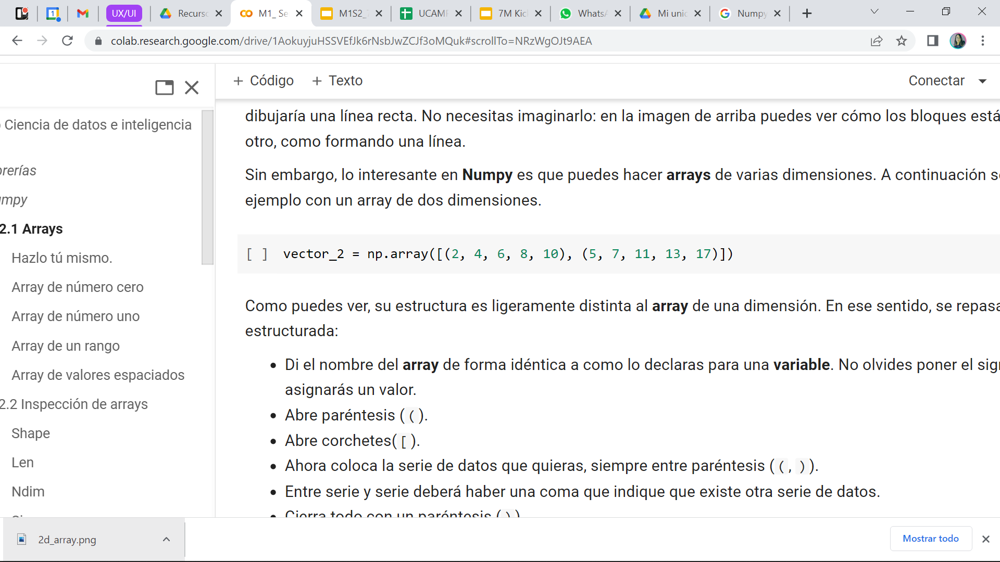 1
UX/UI
Recurso
M1_ Se
M1S2_
UCAMP
7M Kic
WhatsA
Mi unic
Numpy
colab.research.google.com/drive/1AokuyjuHSSVEfJk6rNsbJwZCJf3oMQuk#scrollTo=NRzWgOJt9AEA
+ Código + Texto
Conectar
Ciencia de datos e inteligencia
orerías
mpy
2.1 Arrays
Hazlo tú mismo.
Array de número cero
Array de número uno
Array de un rango
Array de valores espaciados
2.2 Inspección de arrays
Shape
Len
Ndim
dibujaría una línea recta. No necesitas imaginarlo: en la imagen de arriba puedes ver cómo los bloques está
otro, como formando una línea.
Sin embargo, lo interesante en Numpy es que puedes hacer arrays de varias dimensiones. A continuación se
ejemplo con un array de dos dimensiones.
[ ] vector_2 = np.array([(2, 4, 6, 8, 10), (5, 7, 11, 13, 17)])
Como puedes ver, su estructura es ligeramente distinta al array de una dimensión. En ese sentido, se repasa
estructurada:
• Di el nombre del array de forma idéntica a como lo declaras para una variable. No olvides poner el sig
asignarás un valor.
• Abre paréntesis ( ( ).
• Abre corchetes( [ ).
• Ahora coloca la serie de datos que quieras, siempre entre paréntesis ( ( , ) ).
• Entre serie y serie deberá haber una coma que indique que existe otra serie de datos.
• Cierra todo con un paréntesis ( ) )
2d_array.png
Mostrar todo